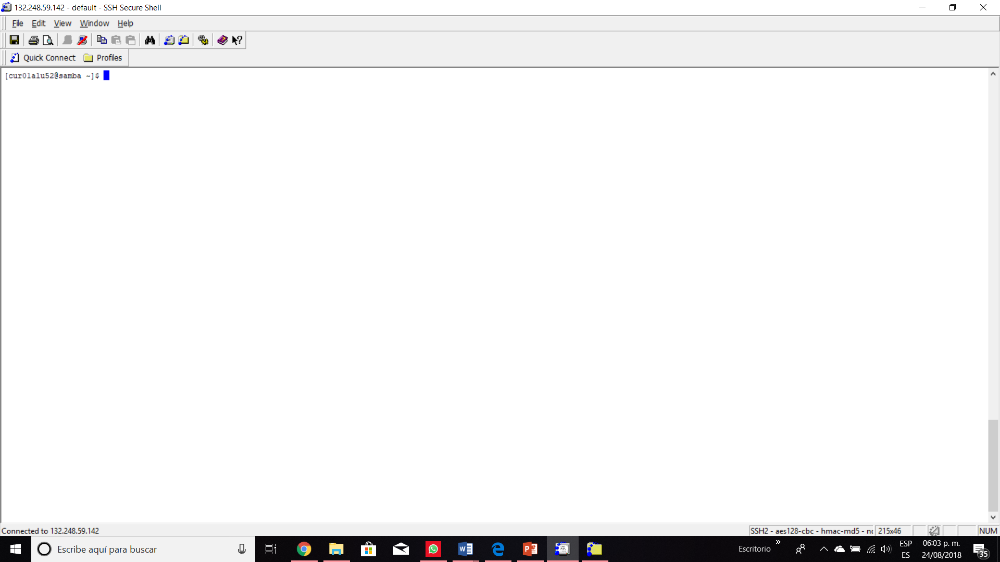 132.248.59.142 - default - SSH Secure Shell
File Edit View Window Help
Quick Connect Profiles
[cur01alu52@samba ~]$
Connected to 132.248.59.142
SSH2 - aes128-cbc - hmac-md5 - nc 215x46 NUM
Escribe aquí para buscar
Escritorio
ESP
ES
06:03 p. m.
24/08/2018
35